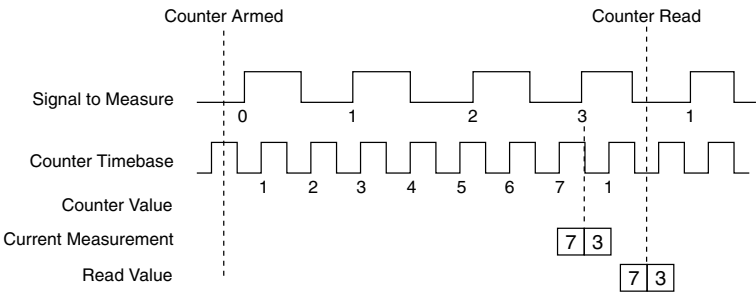 Counter Armed Counter Read
Signal to Measure
0 1 2 3 1
Counter Timebase
1 2 3 4 5 6 7 1
Counter Value
Current Measurement 7 3
Read Value 7 3